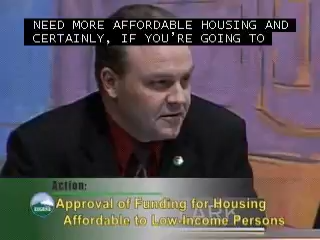 NEED MORE AFFORDABLE HOUSING AND
CERTAINLY, IF YOU'RE GOING TO
Action:
Approval of Funding for Housing
Affordable to Low-Income Persons